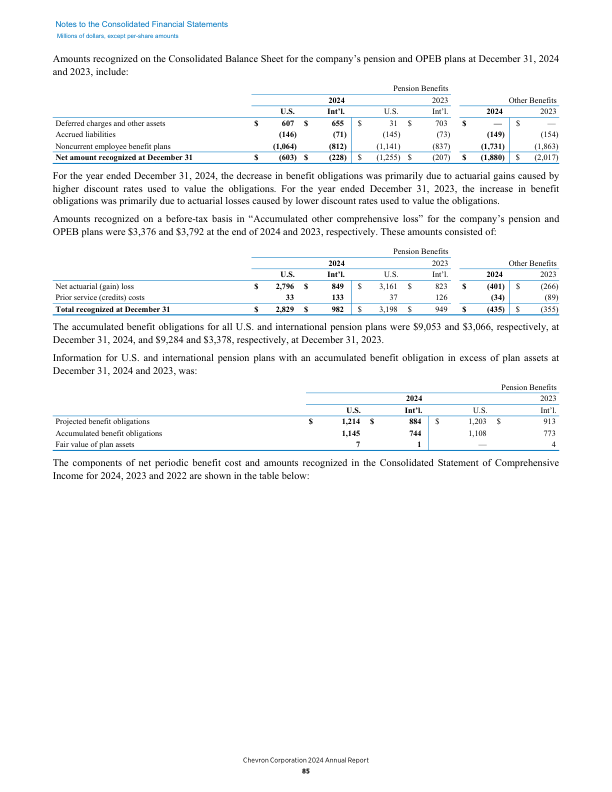 Notes to the Consolidated Financial Statements
Millions of dollars, except per-share amounts
Amounts recognized on the Consolidated Balance Sheet for the company’s pension and OPEB plans at December 31, 2024
and 2023, include:
Pension Benefits
2024 2023 Other Benefits
U.S. Int’l. U.S. Int’l. 2024 2023
Deferred charges and other assets $ 607 $ 655 $ 31 $ 703 $ — $ —
Accrued liabilities (146) (71) (145) (73) (149) (154)
Noncurrent employee benefit plans (1,064) (812) (1,141) (837) (1,731) (1,863)
Net amount recognized at December 31 $ (603) $ (228) $ (1,255) $ (207) $ (1,880) $ (2,017)
For the year ended December 31, 2024, the decrease in benefit obligations was primarily due to actuarial gains caused by
higher discount rates used to value the obligations. For the year ended December 31, 2023, the increase in benefit
obligations was primarily due to actuarial losses caused by lower discount rates used to value the obligations.
Amounts recognized on a before-tax basis in “Accumulated other comprehensive loss” for the company’s pension and
OPEB plans were $3,376 and $3,792 at the end of 2024 and 2023, respectively. These amounts consisted of:
Pension Benefits
2024 2023 Other Benefits
U.S. Int’l. U.S. Int’l. 2024 2023
Net actuarial (gain) loss $ 2,796 $ 849 $ 3,161 $ 823 $ (401) $ (266)
Prior service (credits) costs 33 133 37 126 (34) (89)
Total recognized at December 31 $ 2,829 $ 982 $ 3,198 $ 949 $ (435) $ (355)
The accumulated benefit obligations for all U.S. and international pension plans were $9,053 and $3,066, respectively, at
December 31, 2024, and $9,284 and $3,378, respectively, at December 31, 2023.
Information for U.S. and international pension plans with an accumulated benefit obligation in excess of plan assets at
December 31, 2024 and 2023, was:
Pension Benefits
2024 2023
U.S. Int’l. U.S. Int’l.
Projected benefit obligations $ 1,214 $ 884 $ 1,203 $ 913
Accumulated benefit obligations 1,145 744 1,108 773
Fair value of plan assets 7 1 — 4
The components of net periodic benefit cost and amounts recognized in the Consolidated Statement of Comprehensive
Income for 2024, 2023 and 2022 are shown in the table below:
Chevron Corporation 2024 Annual Report
85